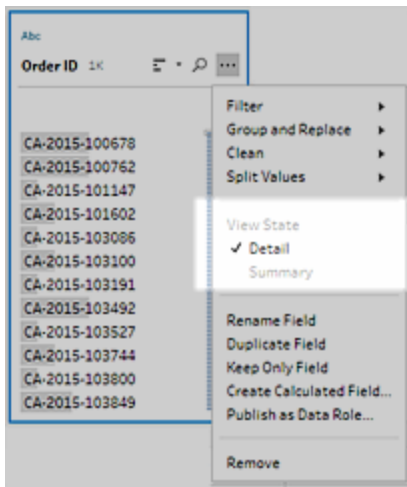 Abc
Order ID 1K
CA-2015-100678
CA-2015-100762
CA-2015-101147
CA-2015-101602
CA-2015-103086
CA-2015-103100
CA-2015-103191
CA-2015-103492
CA-2015-103527
CA-2015-103744
CA-2015-103800
CA-2015-103849
Filter
Group and Replace
Clean
Split Values
View State
✓ Detail
Summary
Rename Field
Duplicate Field
Keep Only Field
Create Calculated Field...
Publish as Data Role...
Remove